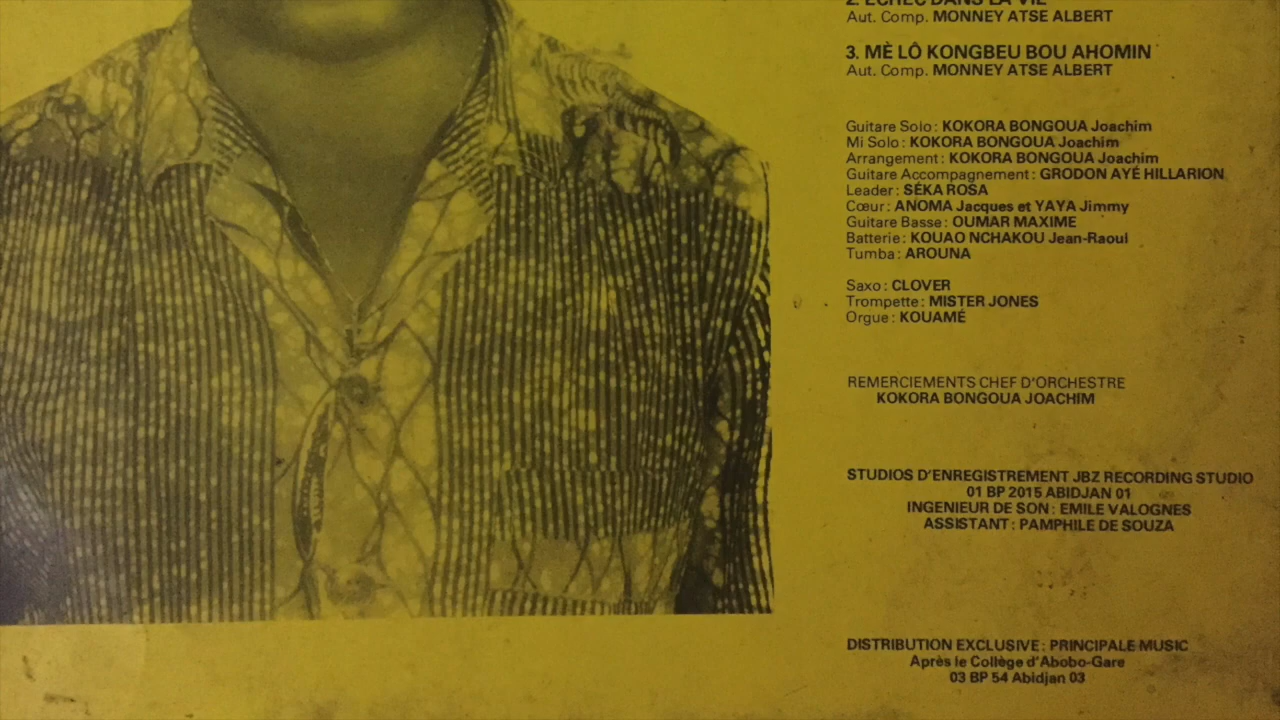 2. ECHEC DANS LA VIE
Aut. Comp. MONNEY ATSE ALBERT
3. MÈ LÔ KONGBEU BOU AHOMIN
Aut. Comp. MONNEY ATSE ALBERT
Guitare Solo : KOKORA BONGOUA Joachim
Mi Solo : KOKORA BONGOUA Joachim
Arrangement : KOKORA BONGOUA Joachim
Guitare Accompagnement : GRODON AYÉ HILLARION
Leader : SÉKA ROSA
Cœur : ANOMA Jacques et YAYA Jimmy
Guitare Basse : OUMAR MAXIME
Batterie : KOUAO NCHAKOU Jean-Raoul
Tumba : AROUNA
Saxo : CLOVER
Trompette : MISTER JONES
Orgue : KOUAMÉ
REMERCIEMENTS CHEF D'ORCHESTRE
KOKORA BONGOUA JOACHIM
STUDIOS D'ENREGISTREMENT JBZ RECORDING STUDIO
01 BP 2015 ABIDJAN 01
INGENIEUR DE SON : EMILE VALOGNES
ASSISTANT : PAMPHILE DE SOUZA
DISTRIBUTION EXCLUSIVE : PRINCIPALE MUSIC
Après le Collège d'Abobo-Gare
03 BP 54 Abidjan 03